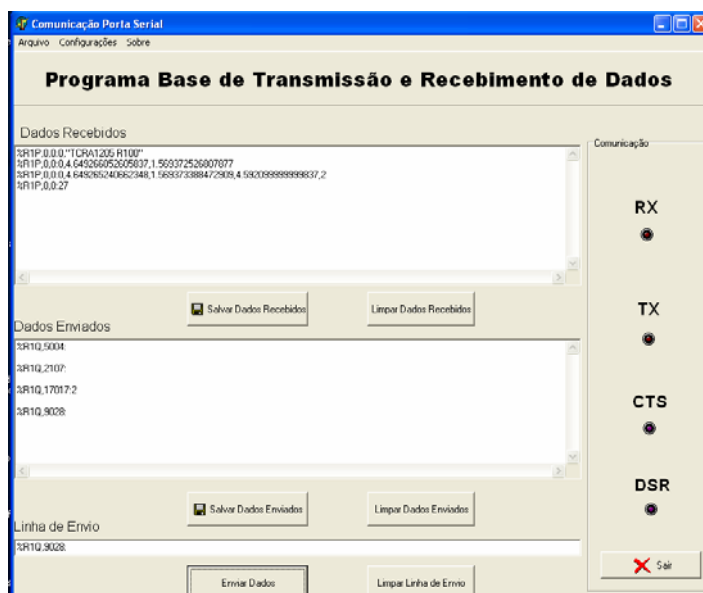 Comunicação Porta Serial
Arquivo Configurações Sobre
Programa Base de Transmissão e Recebimento de Dados
Dados Recebidos
%R1P,0,0:0,"TCRA1205 R100"
%R1P,0,0:0,4.649266052605837,1.569372526807877
%R1P,0,0:0,4.649265240662348,1.569373388472909,4.592099999999837,2
%R1P,0,0:27
Salvar Dados Recebidos
Limpar Dados Recebidos
Dados Enviados
%R1Q,5004:
%R1Q,2107:
%R1Q,17017:2
%R1Q,9028:
Salvar Dados Enviados
Limpar Dados Enviados
Linha de Envio
%R1Q,9028:
Enviar Dados
Limpar Linha de Envio
Comunicação
RX
TX
CTS
DSR
Sair